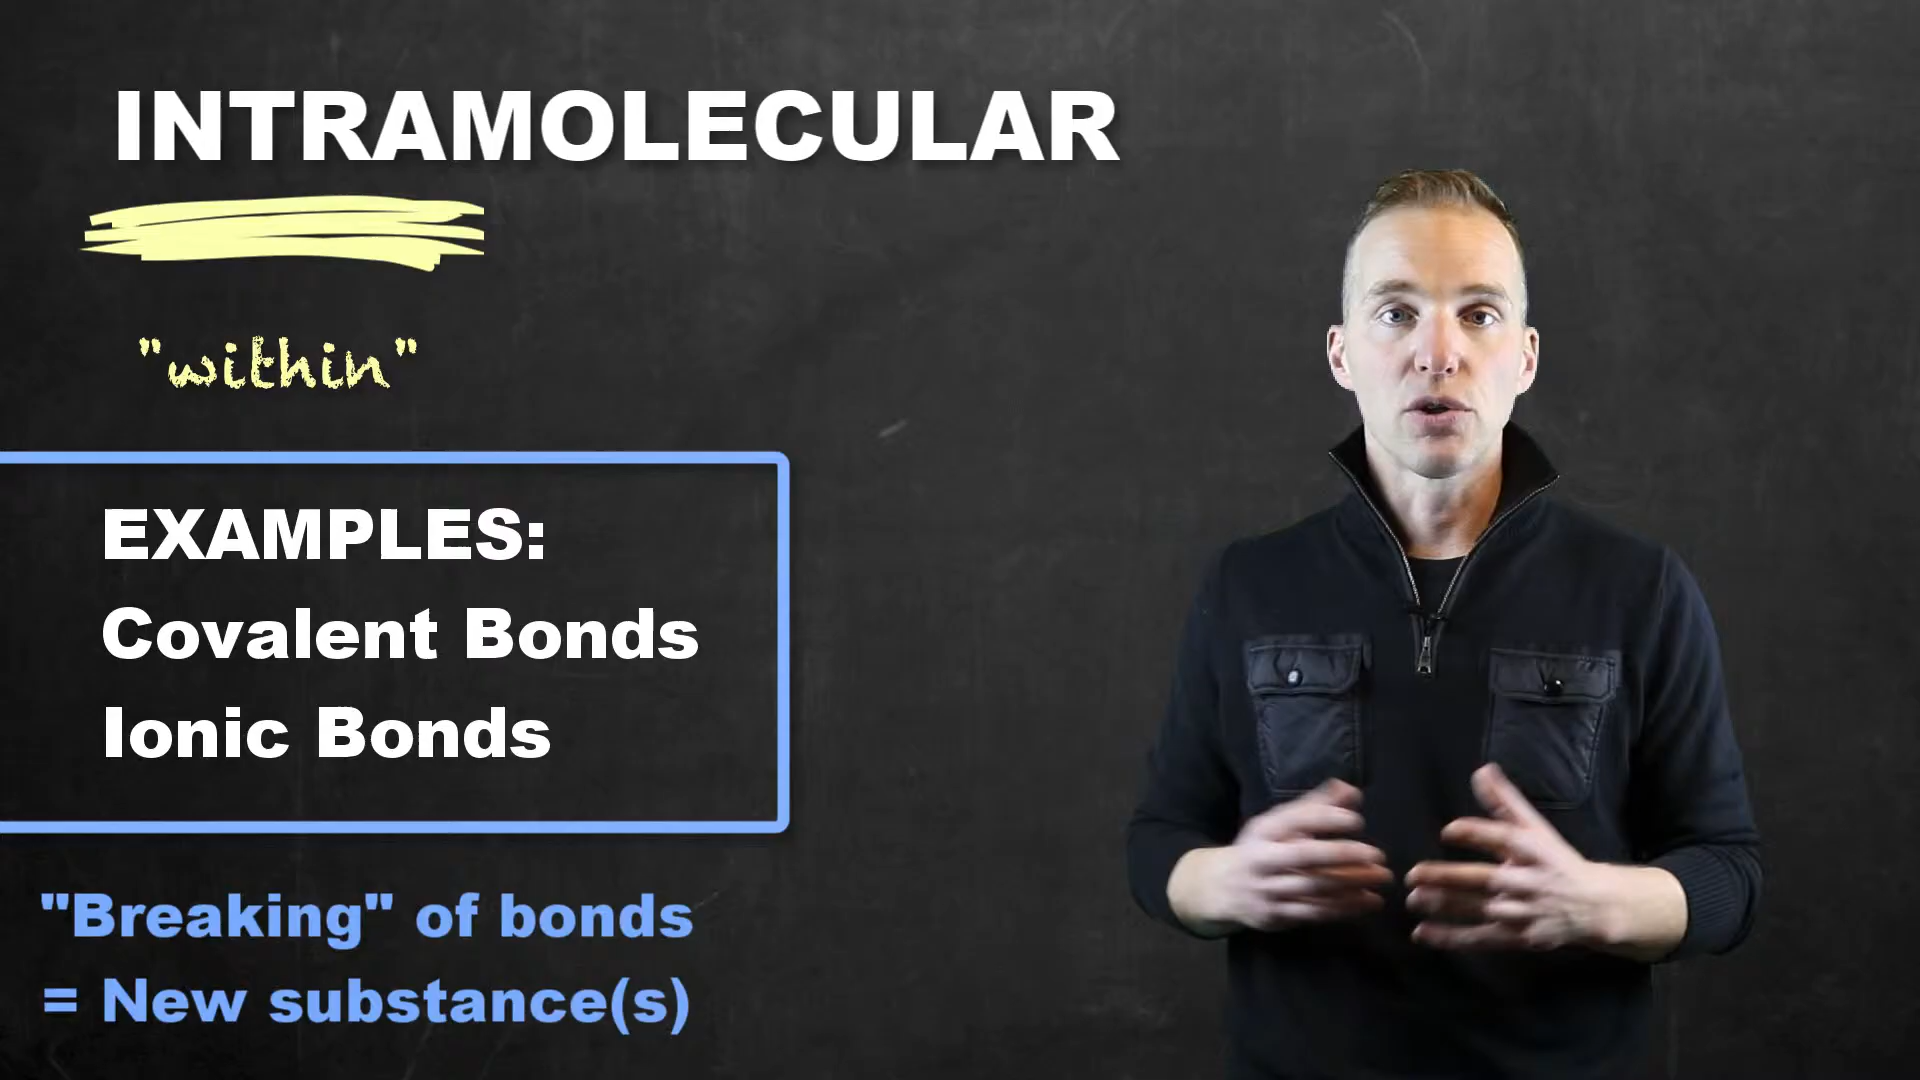 INTRAMOLECULAR
"within"
EXAMPLES:
Covalent Bonds
Ionic Bonds
"Breaking" of bonds
= New substance(s)